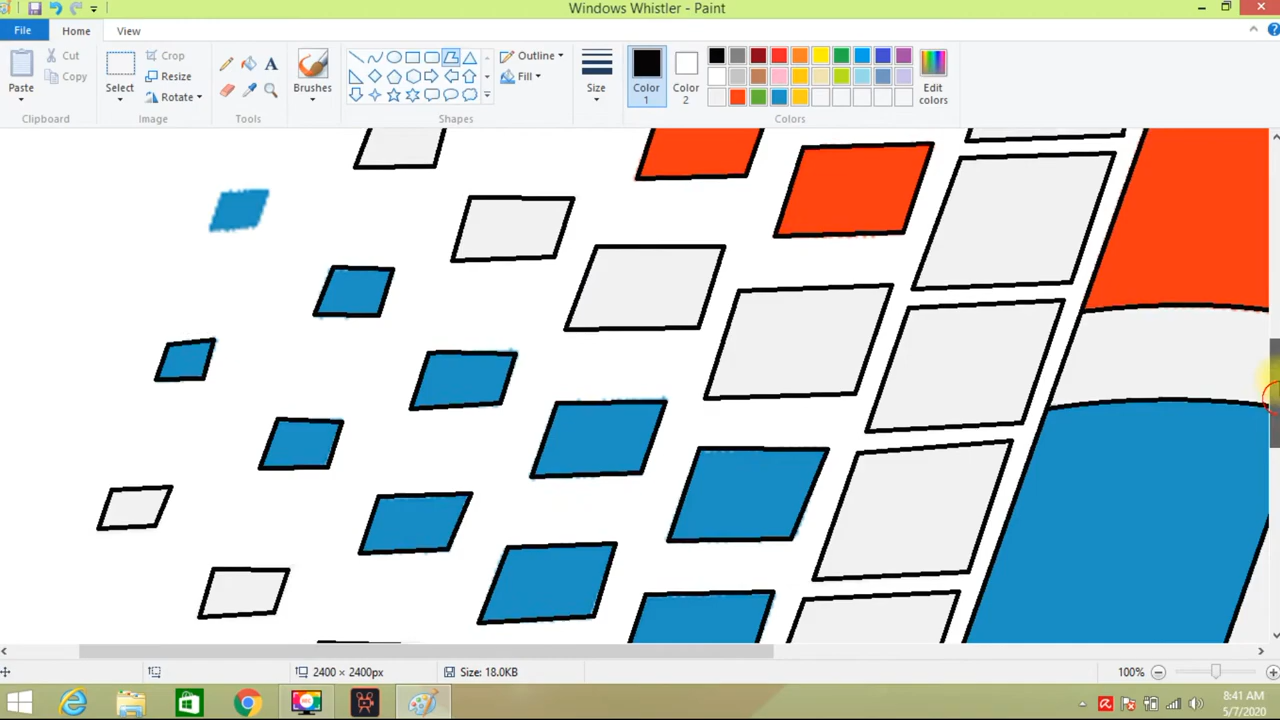 Windows Whistler - Paint
File Home View
Paste
Cut
Copy
Clipboard
Select
Crop
Resize
Rotate
Image
A
Tools
Brushes
Shapes
Outline
Fill
Size
Color 1
Color 2
Edit colors
Colors
2400 × 2400px
Size: 18.0KB
100%
8:41 AM
5/7/2020